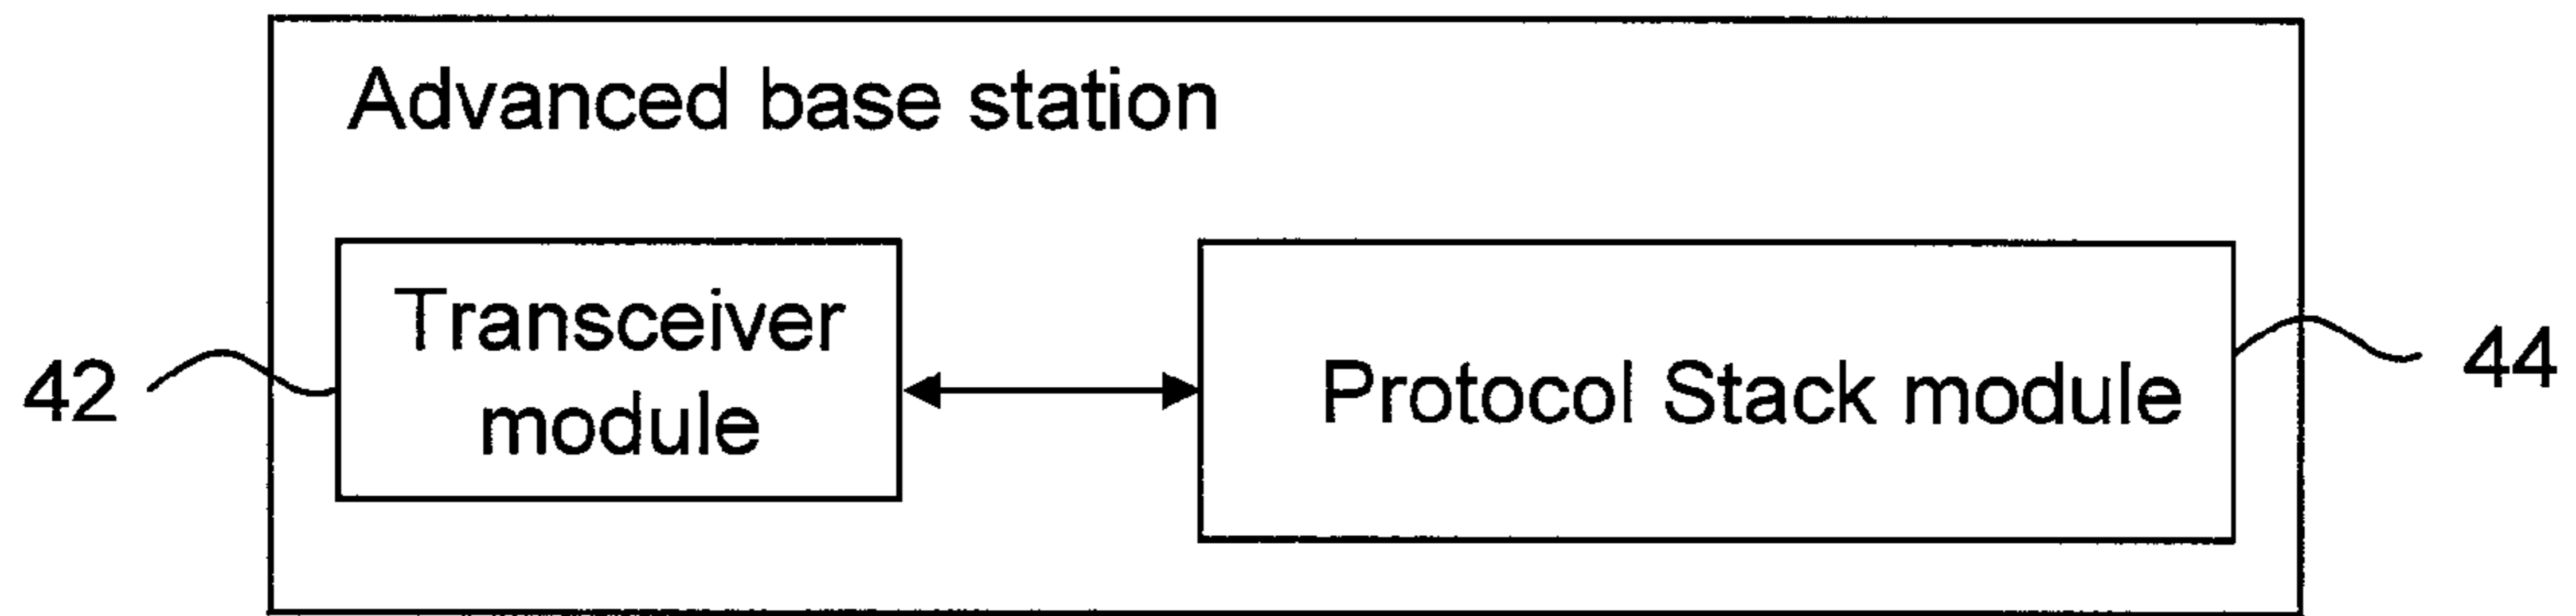 Advanced base station
Transceiver
module
Protocol Stack module
42
44